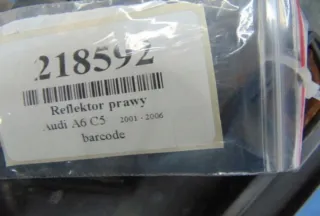 218592
Reflektor prawy
Audi A6 C5 2001 - 2006
barcode